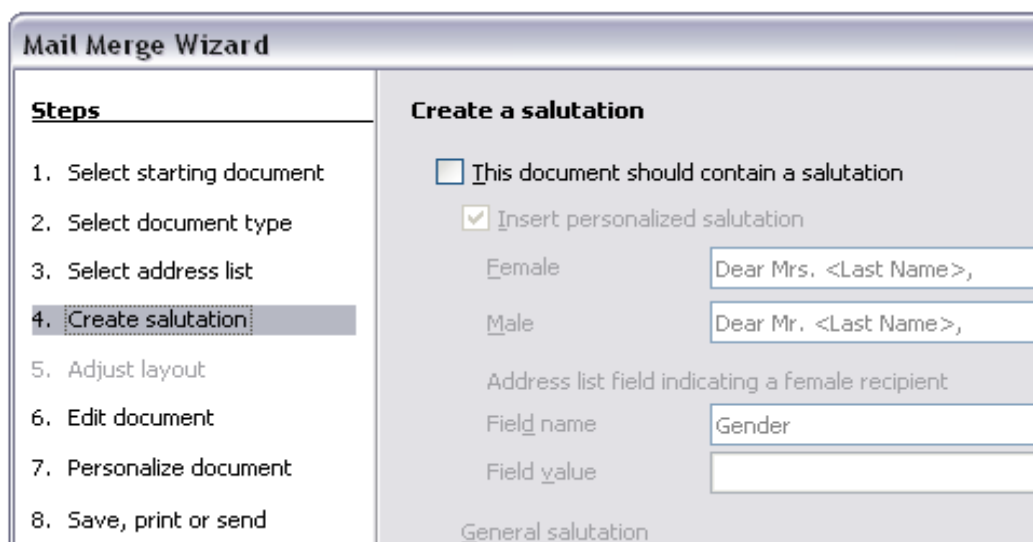 Mail Merge Wizard
Steps
1. Select starting document
2. Select document type
3. Select address list
4. Create salutation
5. Adjust layout
6. Edit document
7. Personalize document
8. Save, print or send
Create a salutation
This document should contain a salutation
Insert personalized salutation
Female Dear Mrs. <Last Name>,
Male Dear Mr. <Last Name>,
Address list field indicating a female recipient
Field name Gender
Field value
General salutation